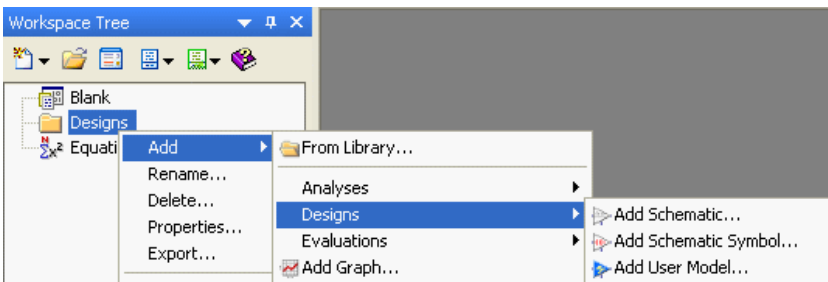 Workspace Tree
Blank
Designs
Equati
Add
Rename...
Delete...
Properties...
Export...
From Library...
Analyses
Designs
Evaluations
Add Graph...
Add Schematic...
Add Schematic Symbol...
Add User Model...